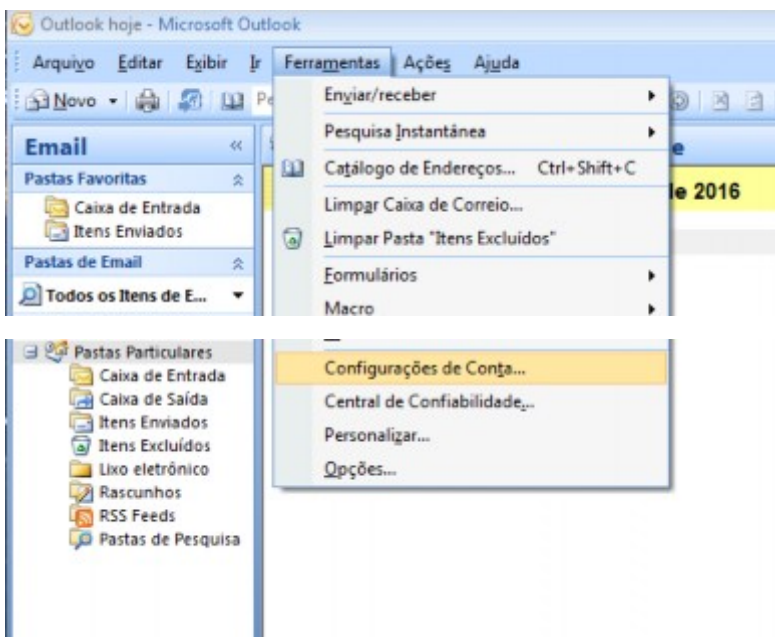 Outlook hoje - Microsoft Outlook
Arquivo Editar Exibir Ir Ferramentas Ações Ajuda
Novo
Email
Pastas Favoritas
Caixa de Entrada
Itens Enviados
Pastas de Email
Todos os Itens de E...
Enviar/receber
Pesquisa Instantânea
Catálogo de Endereços... Ctrl+Shift+C
Limpar Caixa de Correio...
Limpar Pasta "Itens Excluídos"
Formulários
Macro
e 2016
Pastas Particulares
Caixa de Entrada
Caixa de Saída
Itens Enviados
Itens Excluídos
Lixo eletrônico
Rascunhos
RSS Feeds
Pastas de Pesquisa
Configurações de Conta...
Central de Confiabilidade...
Personalizar...
Opções...